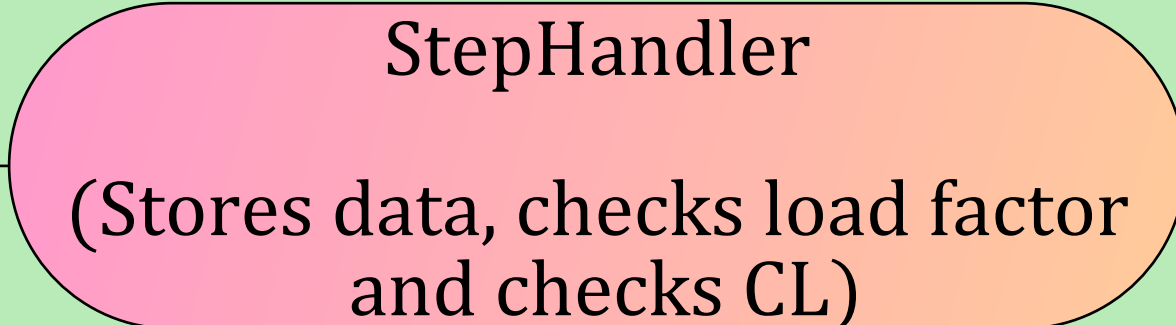 StepHandler
(Stores data, checks load factor
and checks CL)